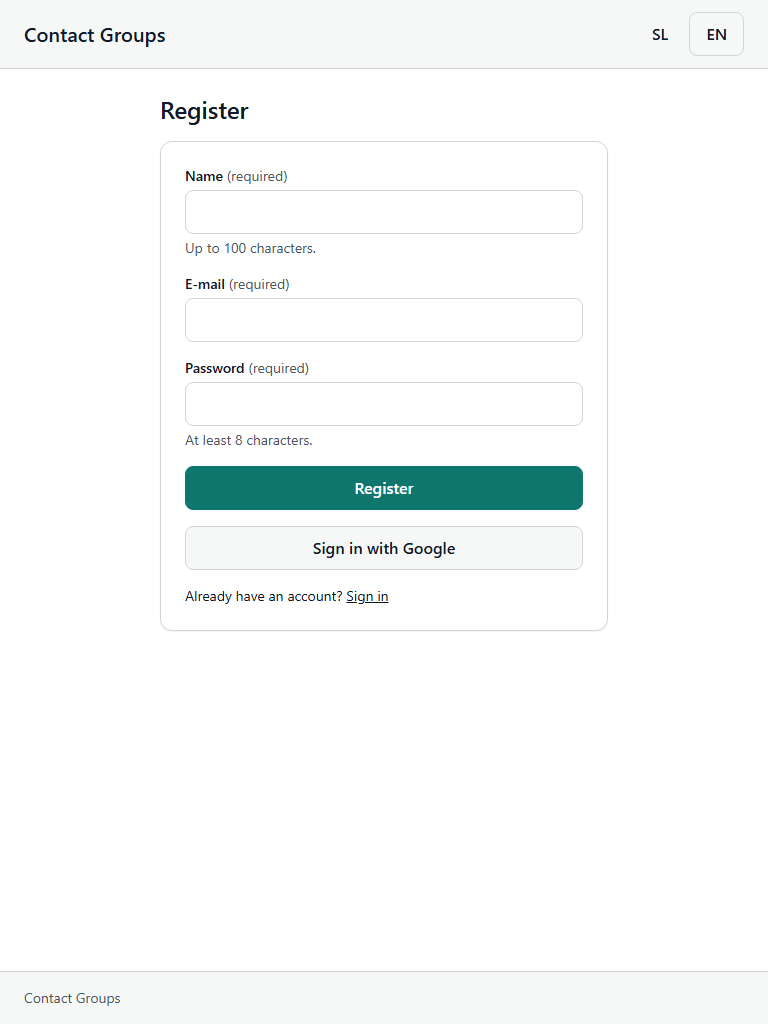 Contact Groups
SL
EN
Register
Name (required)
Up to 100 characters.
E-mail (required)
Password (required)
At least 8 characters.
Register
Sign in with Google
Already have an account? Sign in
Contact Groups